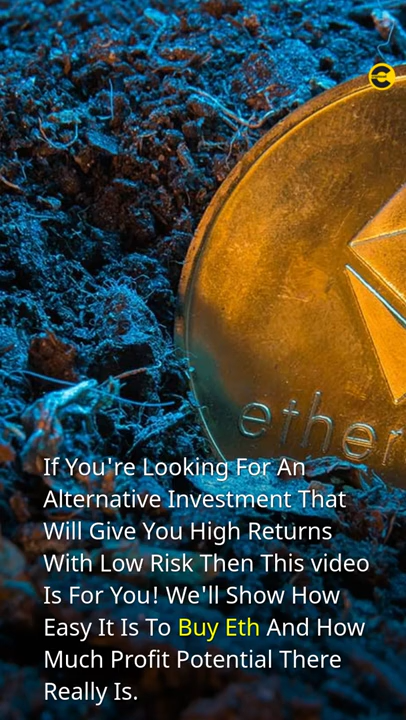 ether
If You're Looking For An
Alternative Investment That
Will Give You High Returns
With Low Risk Then This video
Is For You! We'll Show How
Easy It Is To Buy Eth And How
Much Profit Potential There
Really Is.